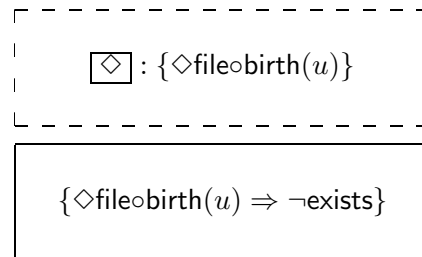 ◇ : {◇file∘birth(u)}
{◇file∘birth(u) ⇒ ¬exists}